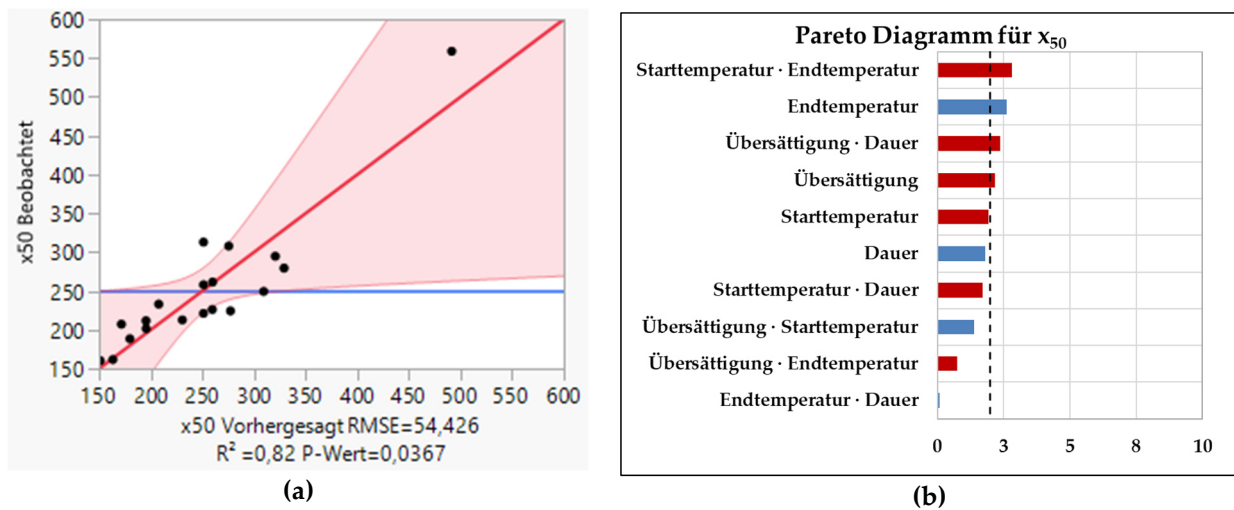 600
550
500
450
400
350
300
250
200
150
x50 Beobachtet
150 200 250 300 350 400 450 500 550 600
x50 Vorhergesagt RMSE=54,426
R² =0,82 P-Wert=0,0367
(a)
Pareto Diagramm für x₅₀
Starttemperatur · Endtemperatur
Endtemperatur
Übersättigung · Dauer
Übersättigung
Starttemperatur
Dauer
Starttemperatur · Dauer
Übersättigung · Starttemperatur
Übersättigung · Endtemperatur
Endtemperatur · Dauer
0 3 5 8 10
(b)